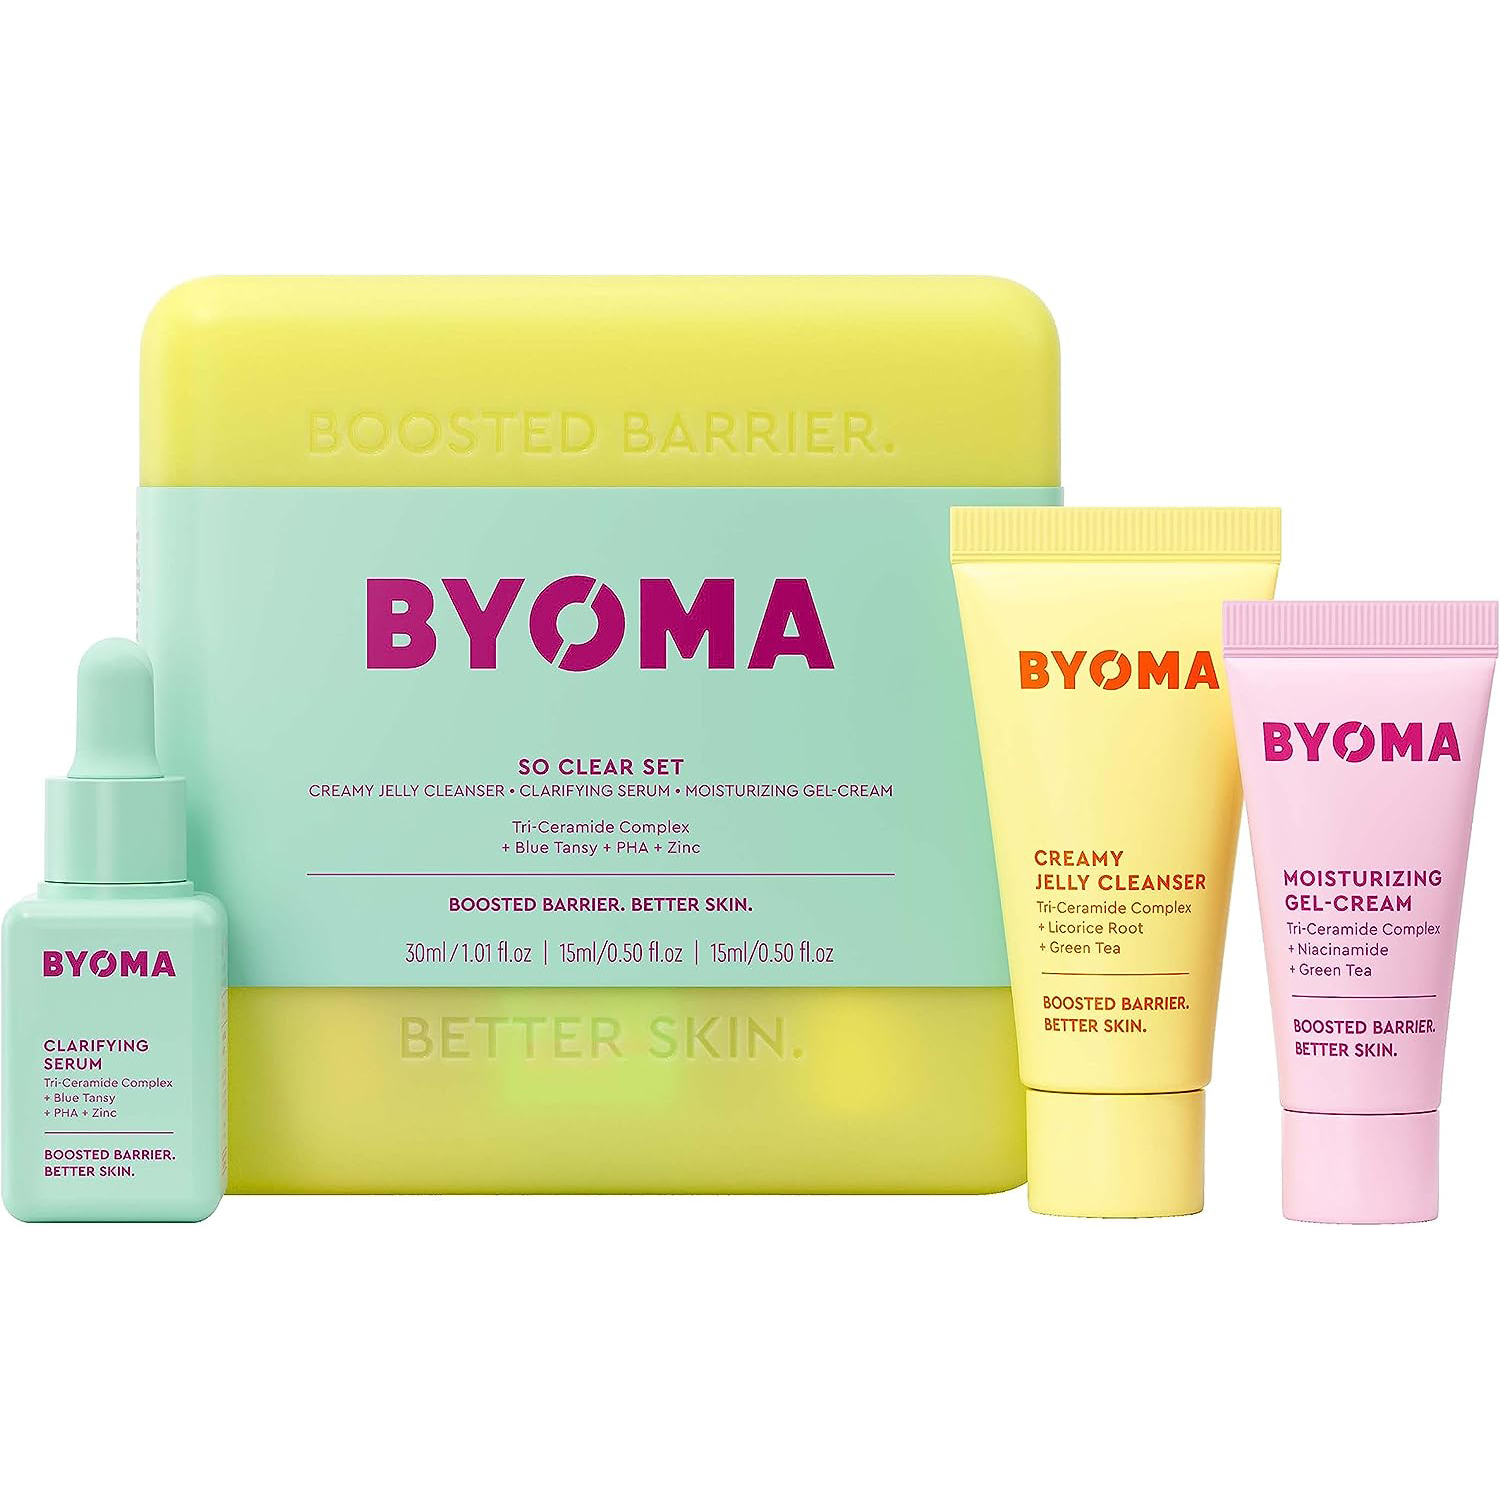 BOOSTED BARRIER.
BYOMA
SO CLEAR SET
CREAMY JELLY CLEANSER • CLARIFYING SERUM • MOISTURIZING GEL-CREAM
Tri-Ceramide Complex
+ Blue Tansy + PHA + Zinc
BOOSTED BARRIER. BETTER SKIN.
30ml/1.01 fl.oz | 15ml/0.50 fl.oz | 15ml/0.50 fl.oz
BETTER SKIN.
BYOMA
CLARIFYING
SERUM
Tri-Ceramide Complex
+ Blue Tansy
+ PHA + Zinc
BOOSTED BARRIER.
BETTER SKIN.
BYOMA
CREAMY
JELLY CLEANSER
Tri-Ceramide Complex
+ Licorice Root
+ Green Tea
BOOSTED BARRIER.
BETTER SKIN.
BYOMA
MOISTURIZING
GEL-CREAM
Tri-Ceramide Complex
+ Niacinamide
+ Green Tea
BOOSTED BARRIER.
BETTER SKIN.